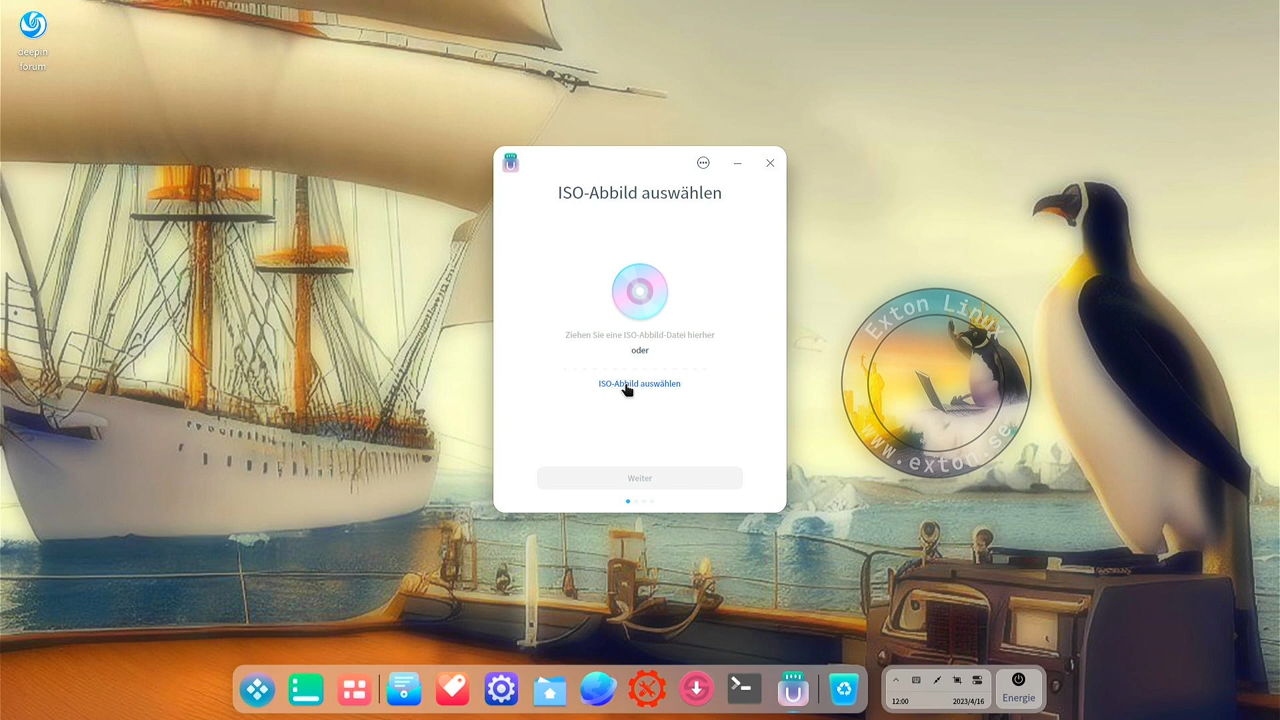 deepin
forum
ISO-Abbild auswählen
Ziehen Sie eine ISO-Abbild-Datei hierher
oder
ISO-Abbild auswählen
Weiter
Exton Linux
www.exton.se
12:00
2023/4/16
Energie